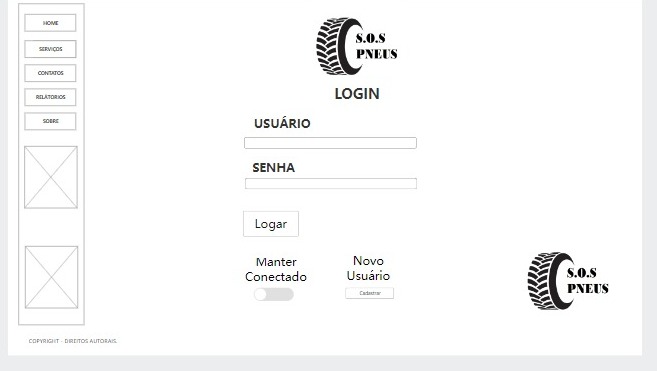 HOME
SERVIÇOS
CONTATOS
RELÁTORIOS
SOBRE
S.O.S
PNEUS
LOGIN
USUÁRIO
SENHA
Logar
Manter
Conectado
Novo
Usuário
Cadastrar
S.O.S
PNEUS
COPYRIGHT - DIREITOS AUTORAIS.